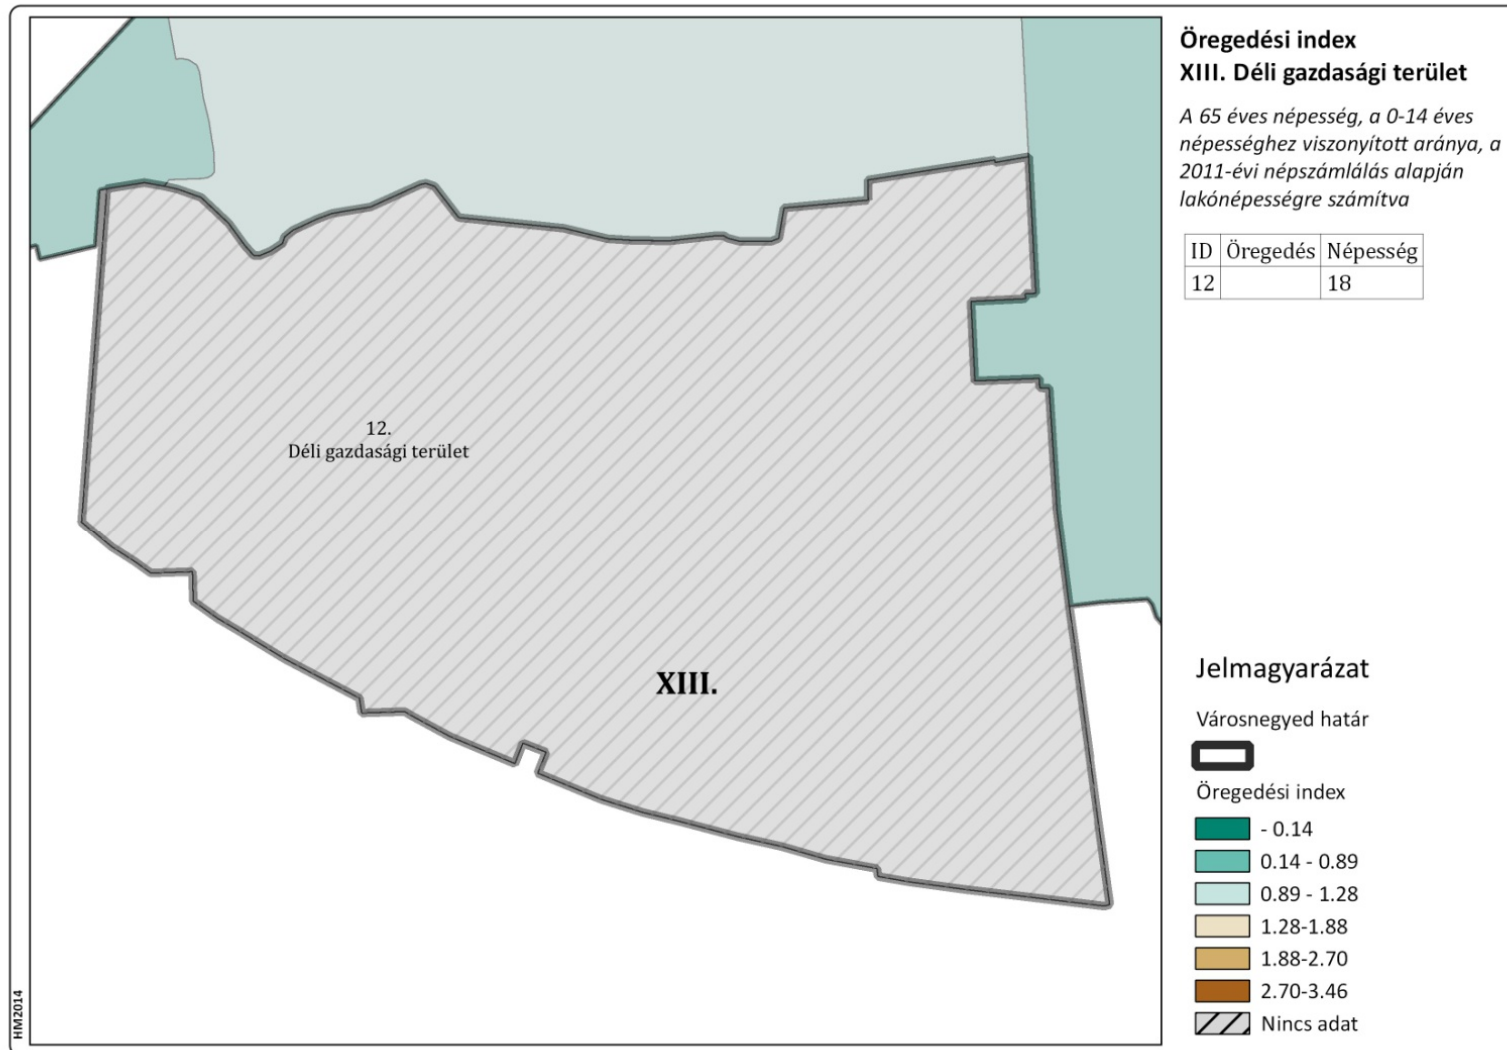 Öregedési index
XIII. Déli gazdasági terület
A 65 éves népesség, a 0-14 éves
népességhez viszonyított aránya, a
2011-évi népszámlálás alapján
lakónépességre számítva
ID Öregedés Népesség
12 18
12.
Déli gazdasági terület
XIII.
Jelmagyarázat
Városnegyed határ
Öregedési index
- 0.14
0.14 - 0.89
0.89 - 1.28
1.28-1.88
1.88-2.70
2.70-3.46
Nincs adat
HM2014